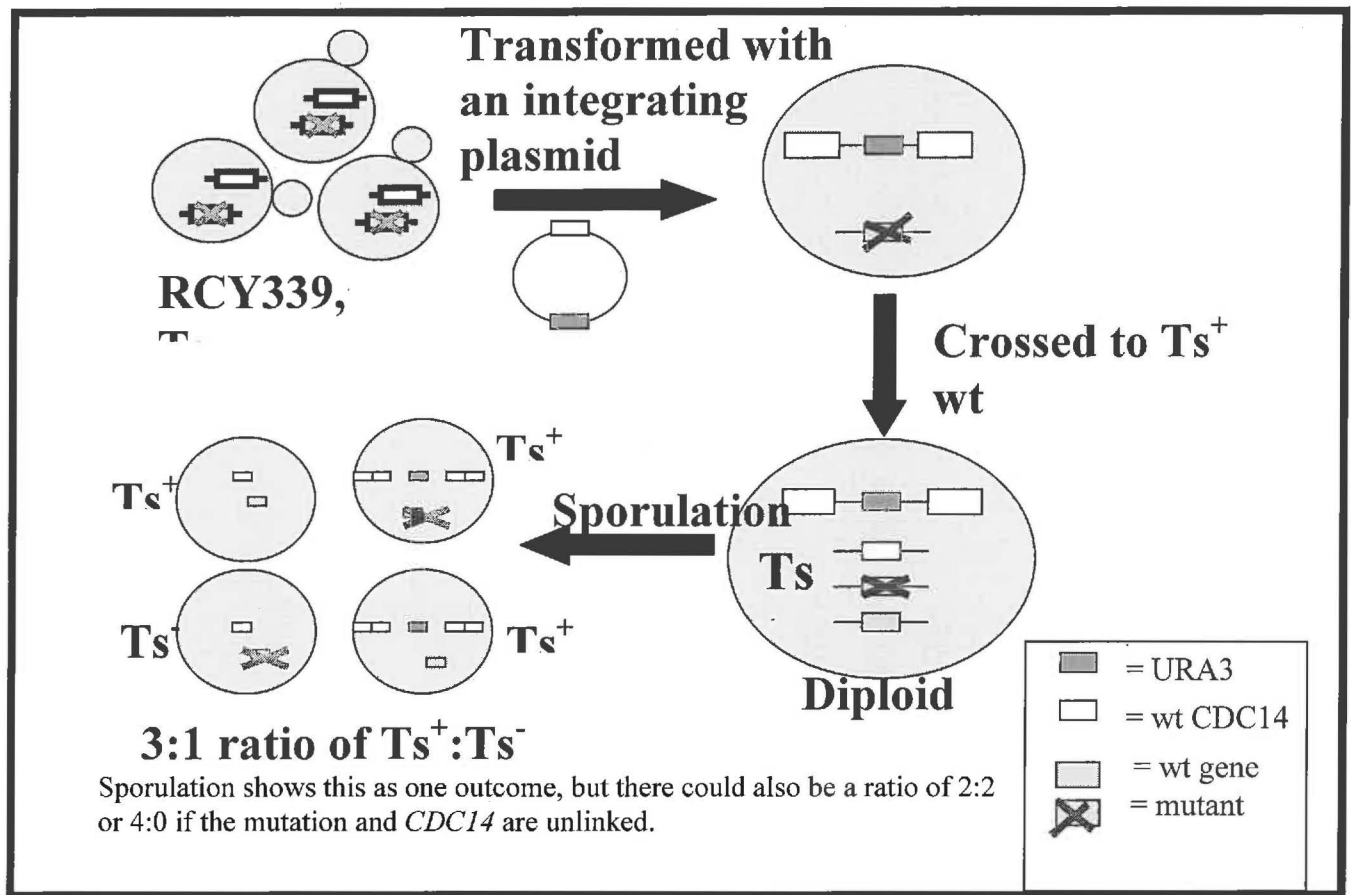 Transformed with
an integrating
plasmid
RCY339,
Crossed to Ts+
wt
Ts+
Ts+
Sporulation
Ts
Ts-
Ts+
Diploid
3:1 ratio of Ts+:Ts-
Sporulation shows this as one outcome, but there could also be a ratio of 2:2
or 4:0 if the mutation and CDC14 are unlinked.
= URA3
= wt CDC14
= wt gene
= mutant